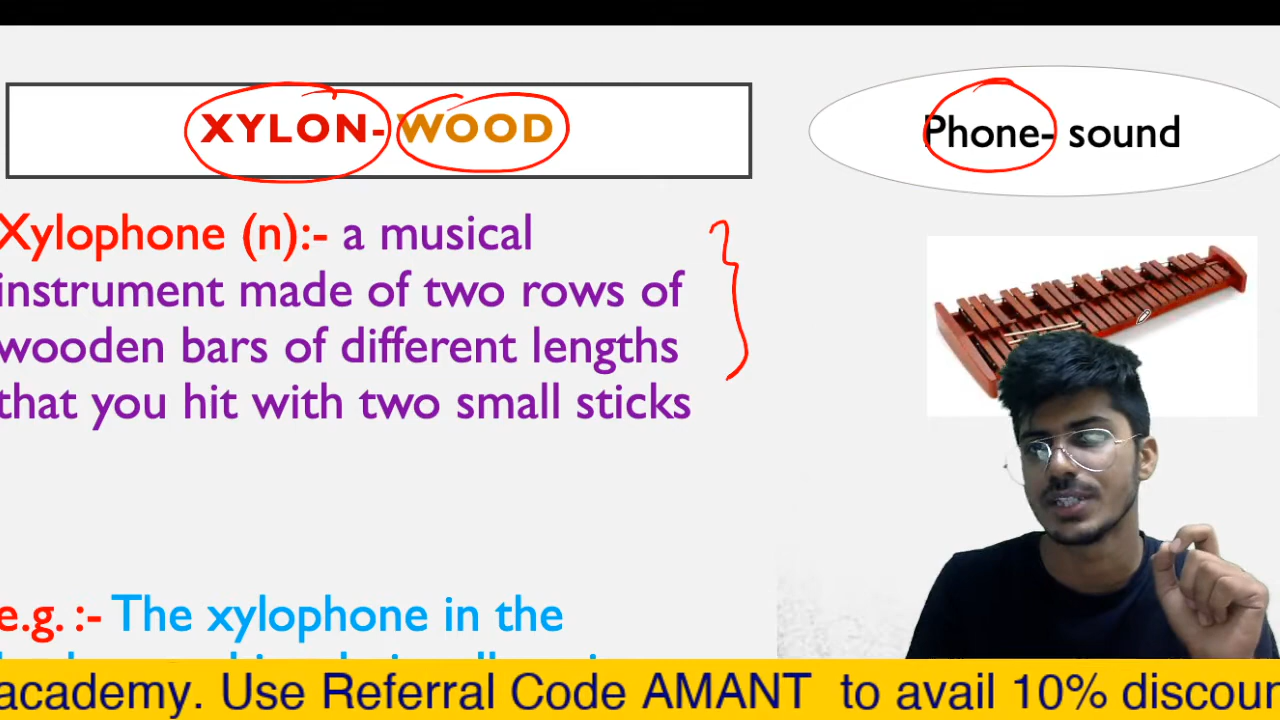 XYLON- WOOD
Phone- sound
Xylophone (n):- a musical
instrument made of two rows of
wooden bars of different lengths
that you hit with two small sticks
e.g. :- The xylophone in the
academy. Use Referral Code AMANT to avail 10% discoun